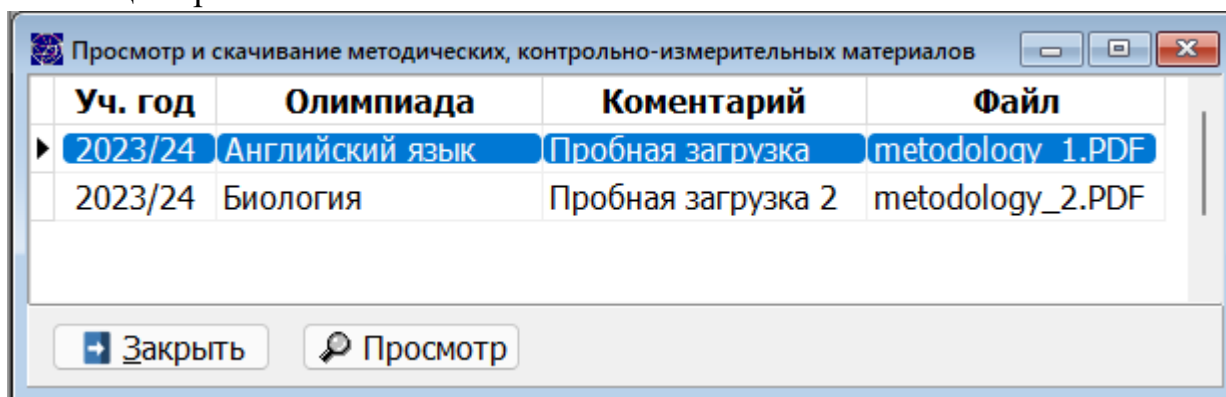 Просмотр и скачивание методических, контрольно-измерительных материалов
Уч. год Олимпиада Коментарий Файл
2023/24 Английский язык Пробная загрузка metodology_1.PDF
2023/24 Биология Пробная загрузка 2 metodology_2.PDF
Закрыть Просмотр